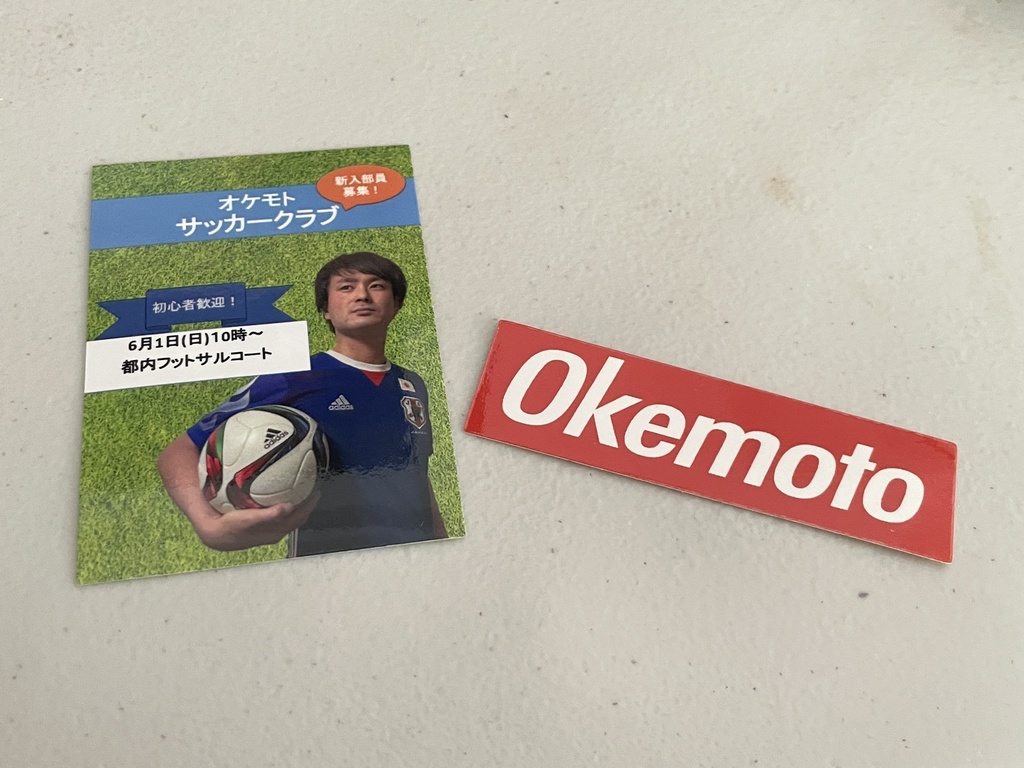 新入部員
募集！
オケモト
サッカークラブ
初心者歓迎！
6月1日(日)10時～
都内フットサルコート
adidas
adidas
Okemoto